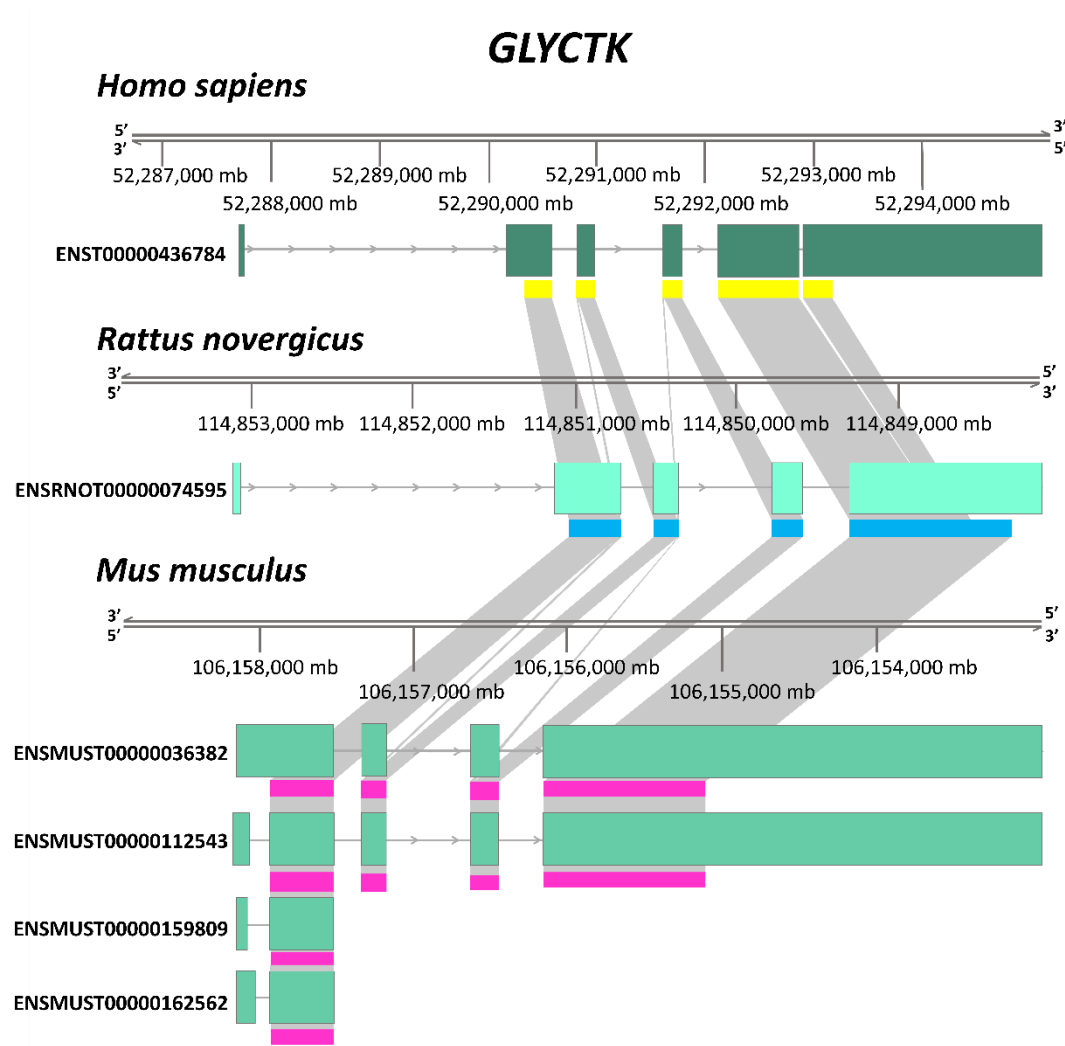 GLYCTK
Homo sapiens
5’ 3’
3’ 5’
52,287,000 mb 52,289,000 mb 52,291,000 mb 52,293,000 mb
52,288,000 mb 52,290,000 mb 52,292,000 mb 52,294,000 mb
ENST00000436784
Rattus novergicus
3’ 5’
5’ 3’
114,853,000 mb 114,852,000 mb 114,851,000 mb 114,850,000 mb 114,849,000 mb
ENSRNOT00000074595
Mus musculus
3’ 5’
5’ 3’
106,158,000 mb 106,156,000 mb 106,154,000 mb
106,157,000 mb 106,155,000 mb
ENSMUST00000036382
ENSMUST00000112543
ENSMUST00000159809
ENSMUST00000162562